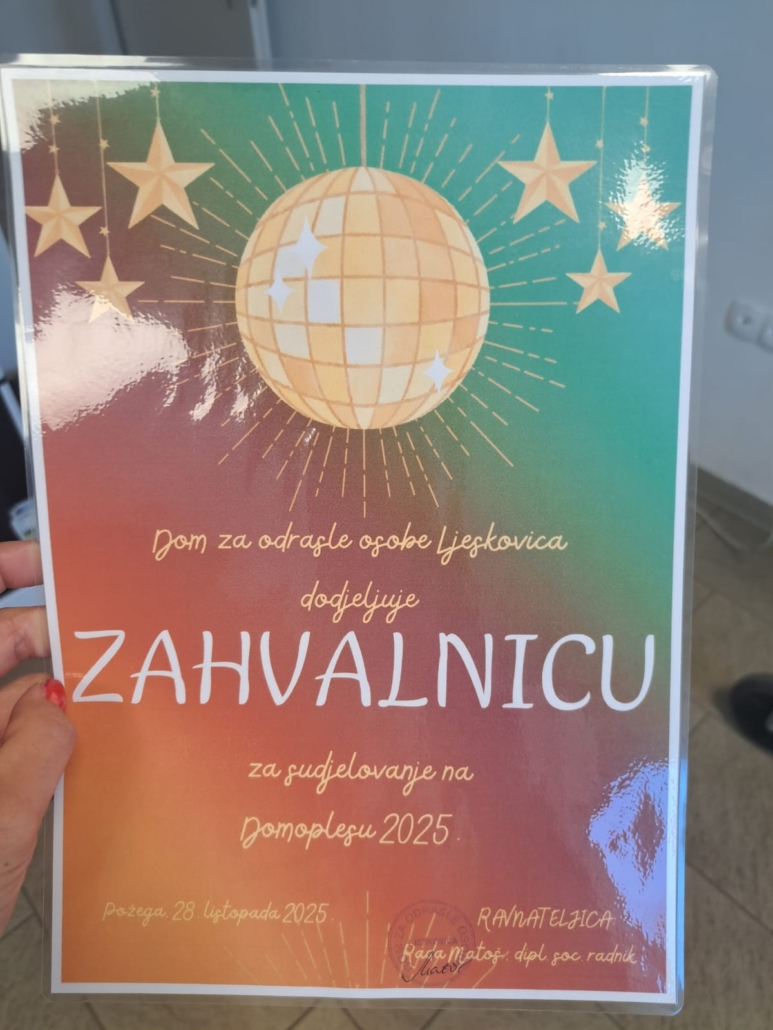 Dom za odrasle osobe Ljeskovica
dodjeljuje
ZAHVALNICU
za sudjelovanje na
Domoplesu 2025.
Požega, 28. listopada 2025.
RAVNATELJICA:
Rada Matoš, dipl. soc. radnik